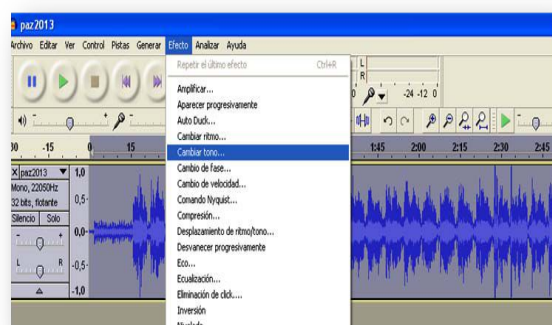 paz2013
Archivo Editar Ver Control Pistas Generar Efecto Analizar Ayuda
Repetir el último efecto Ctrl+R
Amplificar...
Aparecer progresivamente
Auto Duck...
Cambiar ritmo...
Cambiar tono...
Cambio de fase...
Cambio de velocidad...
Comando Nyquist...
Compresión...
Desplazamiento de ritmo/tono...
Desvanecer progresivamente
Eco...
Ecualización...
Eliminación de click....
Inversión
L
R
-24 -12 0
-15 0 15 1:45 2:00 2:15 2:30 2:45
X paz2013 1,0
Mono, 22050Hz
32 bits, flotante 0,5-
Silencio Solo
- + 0,0-
L R -0,5-
-1,0